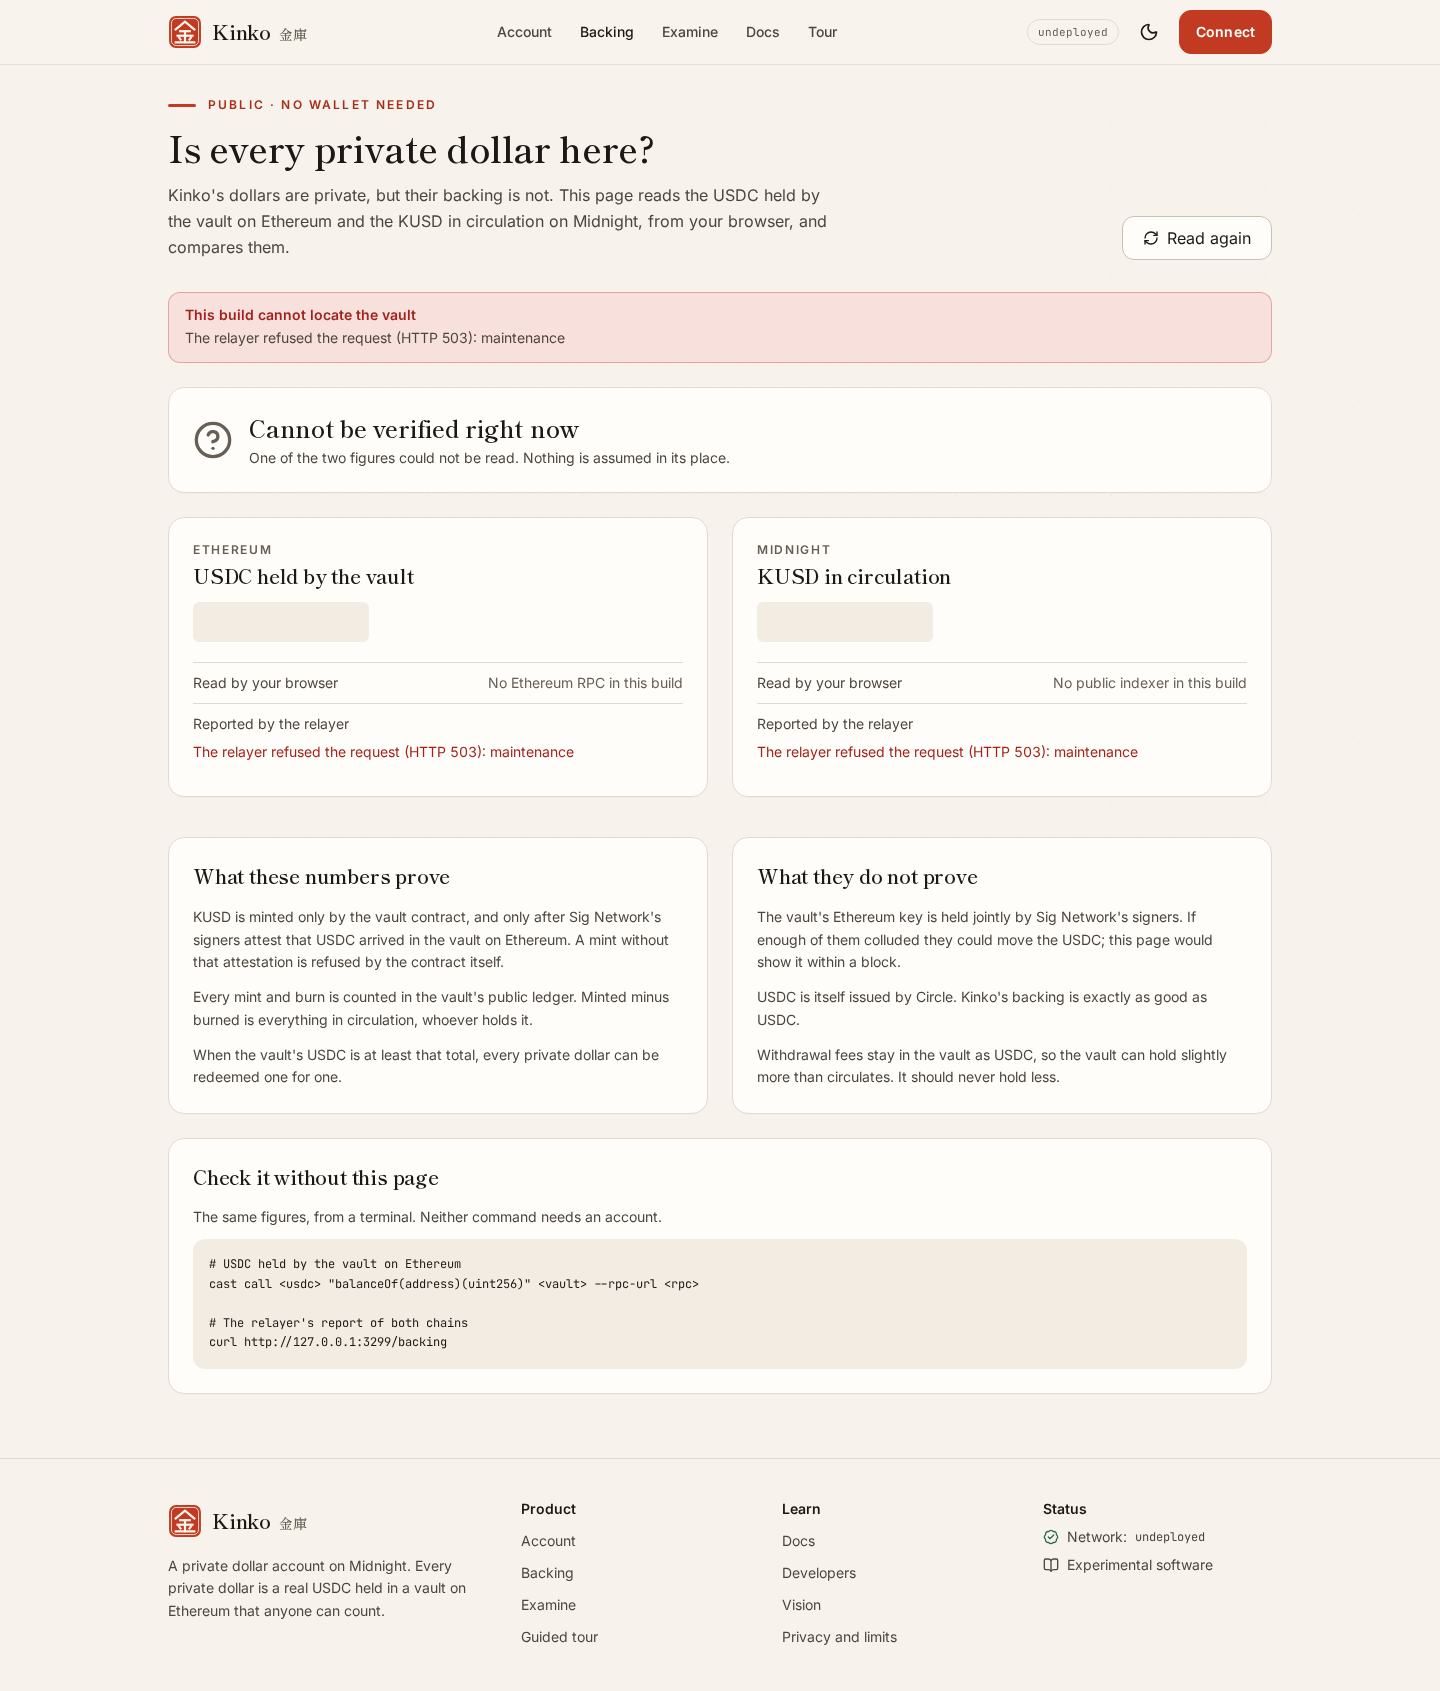 金 Kinko 金庫
Account Backing Examine Docs Tour
undeployed
Connect
PUBLIC · NO WALLET NEEDED
Is every private dollar here?
Kinko's dollars are private, but their backing is not. This page reads the USDC held by
the vault on Ethereum and the KUSD in circulation on Midnight, from your browser, and
compares them.
Read again
This build cannot locate the vault
The relayer refused the request (HTTP 503): maintenance
Cannot be verified right now
One of the two figures could not be read. Nothing is assumed in its place.
ETHEREUM
USDC held by the vault
Read by your browser No Ethereum RPC in this build
Reported by the relayer
The relayer refused the request (HTTP 503): maintenance
MIDNIGHT
KUSD in circulation
Read by your browser No public indexer in this build
Reported by the relayer
The relayer refused the request (HTTP 503): maintenance
What these numbers prove
KUSD is minted only by the vault contract, and only after Sig Network's
signers attest that USDC arrived in the vault on Ethereum. A mint without
that attestation is refused by the contract itself.
Every mint and burn is counted in the vault's public ledger. Minted minus
burned is everything in circulation, whoever holds it.
When the vault's USDC is at least that total, every private dollar can be
redeemed one for one.
What they do not prove
The vault's Ethereum key is held jointly by Sig Network's signers. If
enough of them colluded they could move the USDC; this page would
show it within a block.
USDC is itself issued by Circle. Kinko's backing is exactly as good as
USDC.
Withdrawal fees stay in the vault as USDC, so the vault can hold slightly
more than circulates. It should never hold less.
Check it without this page
The same figures, from a terminal. Neither command needs an account.
# USDC held by the vault on Ethereum
cast call <usdc> "balanceOf(address)(uint256)" <vault> --rpc-url <rpc>
# The relayer's report of both chains
curl http://127.0.0.1:3299/backing
金 Kinko 金庫
A private dollar account on Midnight. Every
private dollar is a real USDC held in a vault on
Ethereum that anyone can count.
Product
Account
Backing
Examine
Guided tour
Learn
Docs
Developers
Vision
Privacy and limits
Status
Network: undeployed
Experimental software